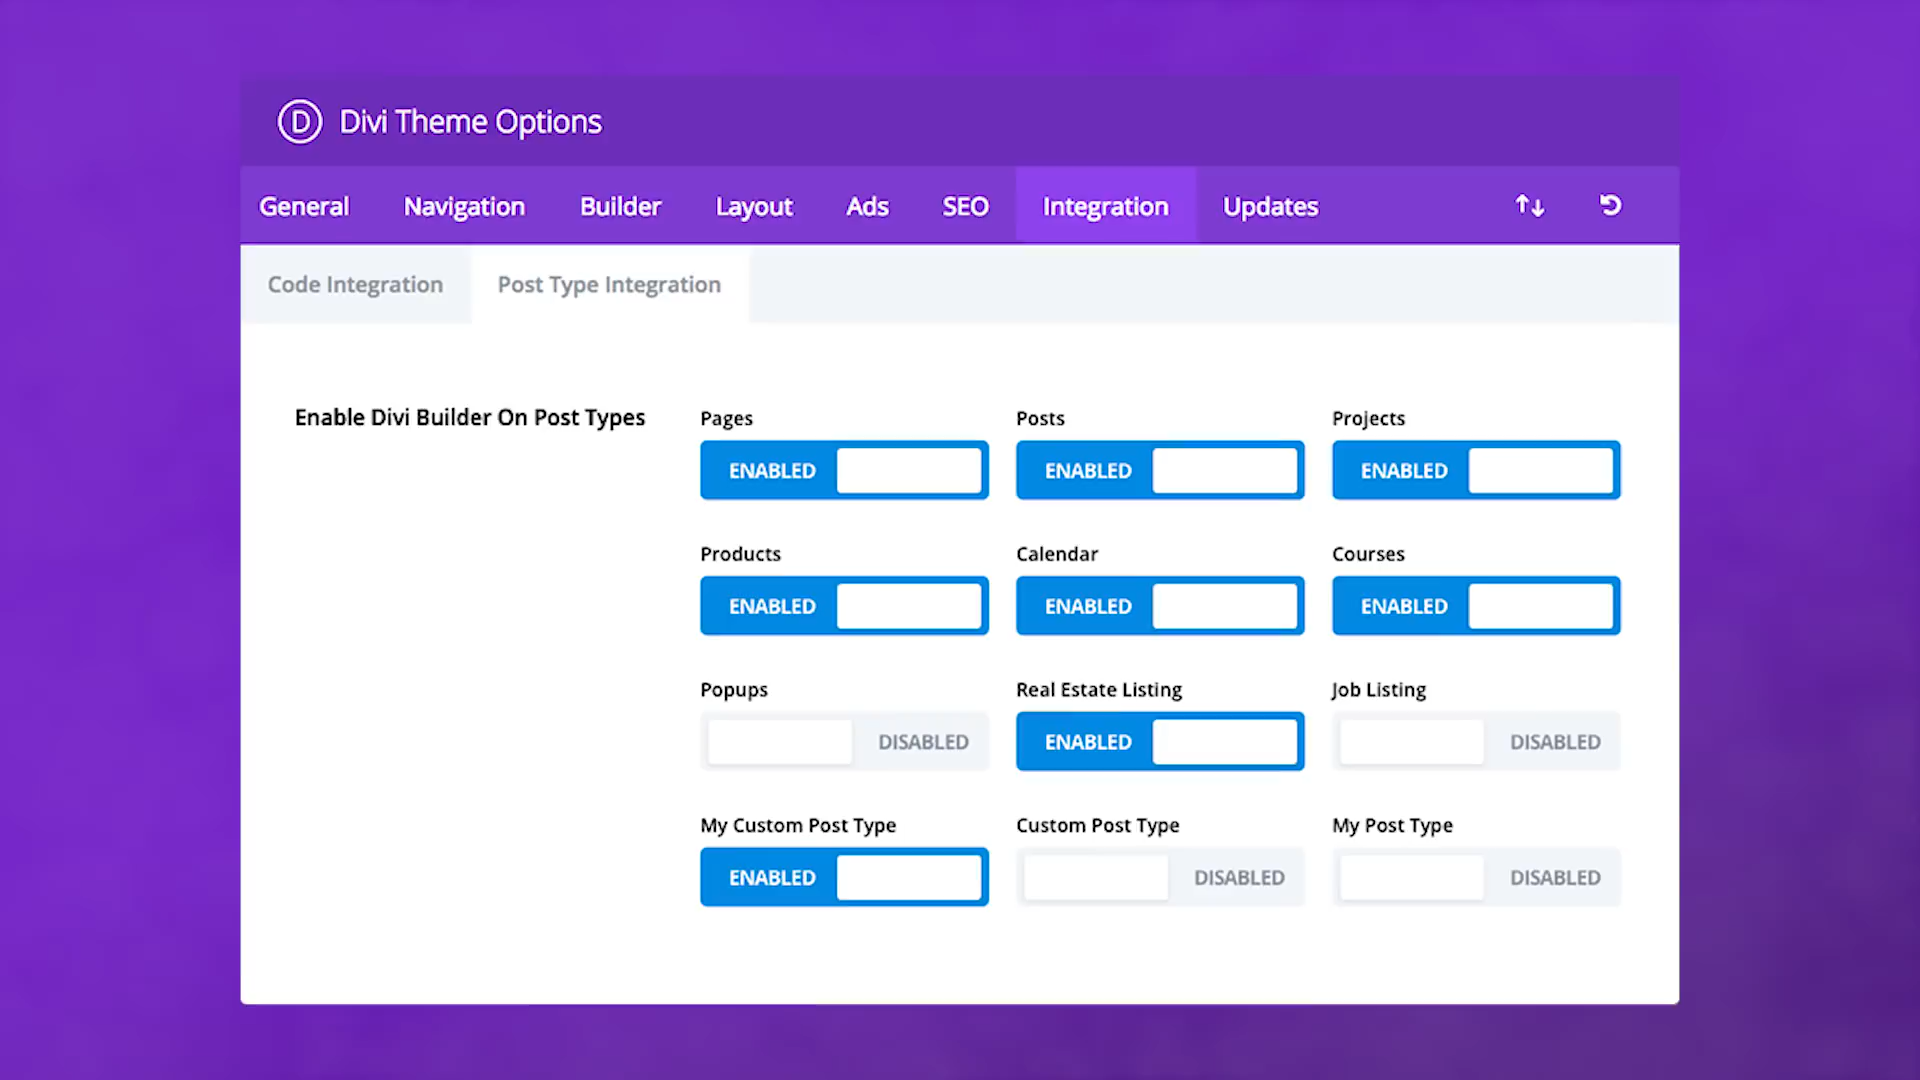 D Divi Theme Options
General Navigation Builder Layout Ads SEO Integration Updates
Code Integration Post Type Integration
Enable Divi Builder On Post Types
Pages Posts Projects
ENABLED ENABLED ENABLED
Products Calendar Courses
ENABLED ENABLED ENABLED
Popups Real Estate Listing Job Listing
DISABLED ENABLED DISABLED
My Custom Post Type Custom Post Type My Post Type
ENABLED DISABLED DISABLED